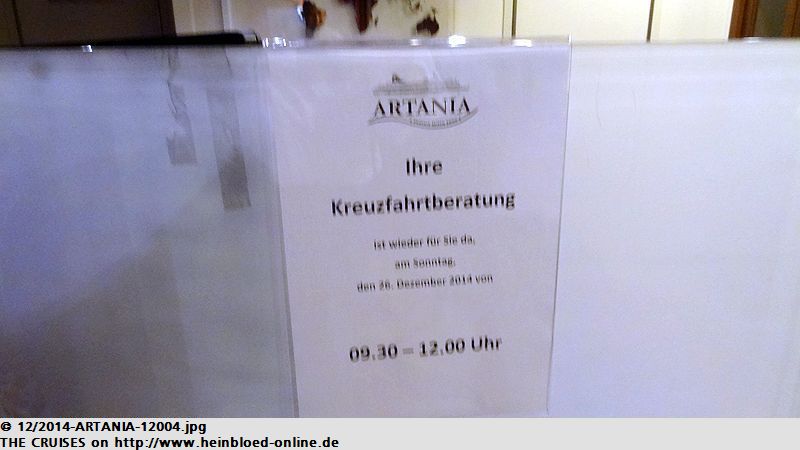 ARTANIA
Ihre
Kreuzfahrtberatung
ist wieder für Sie da,
am Sonntag,
den 26. Dezember 2014 von
09.30 – 12.00 Uhr
© 12/2014-ARTANIA-12004.jpg
THE CRUISES on http://www.heinbloed-online.de